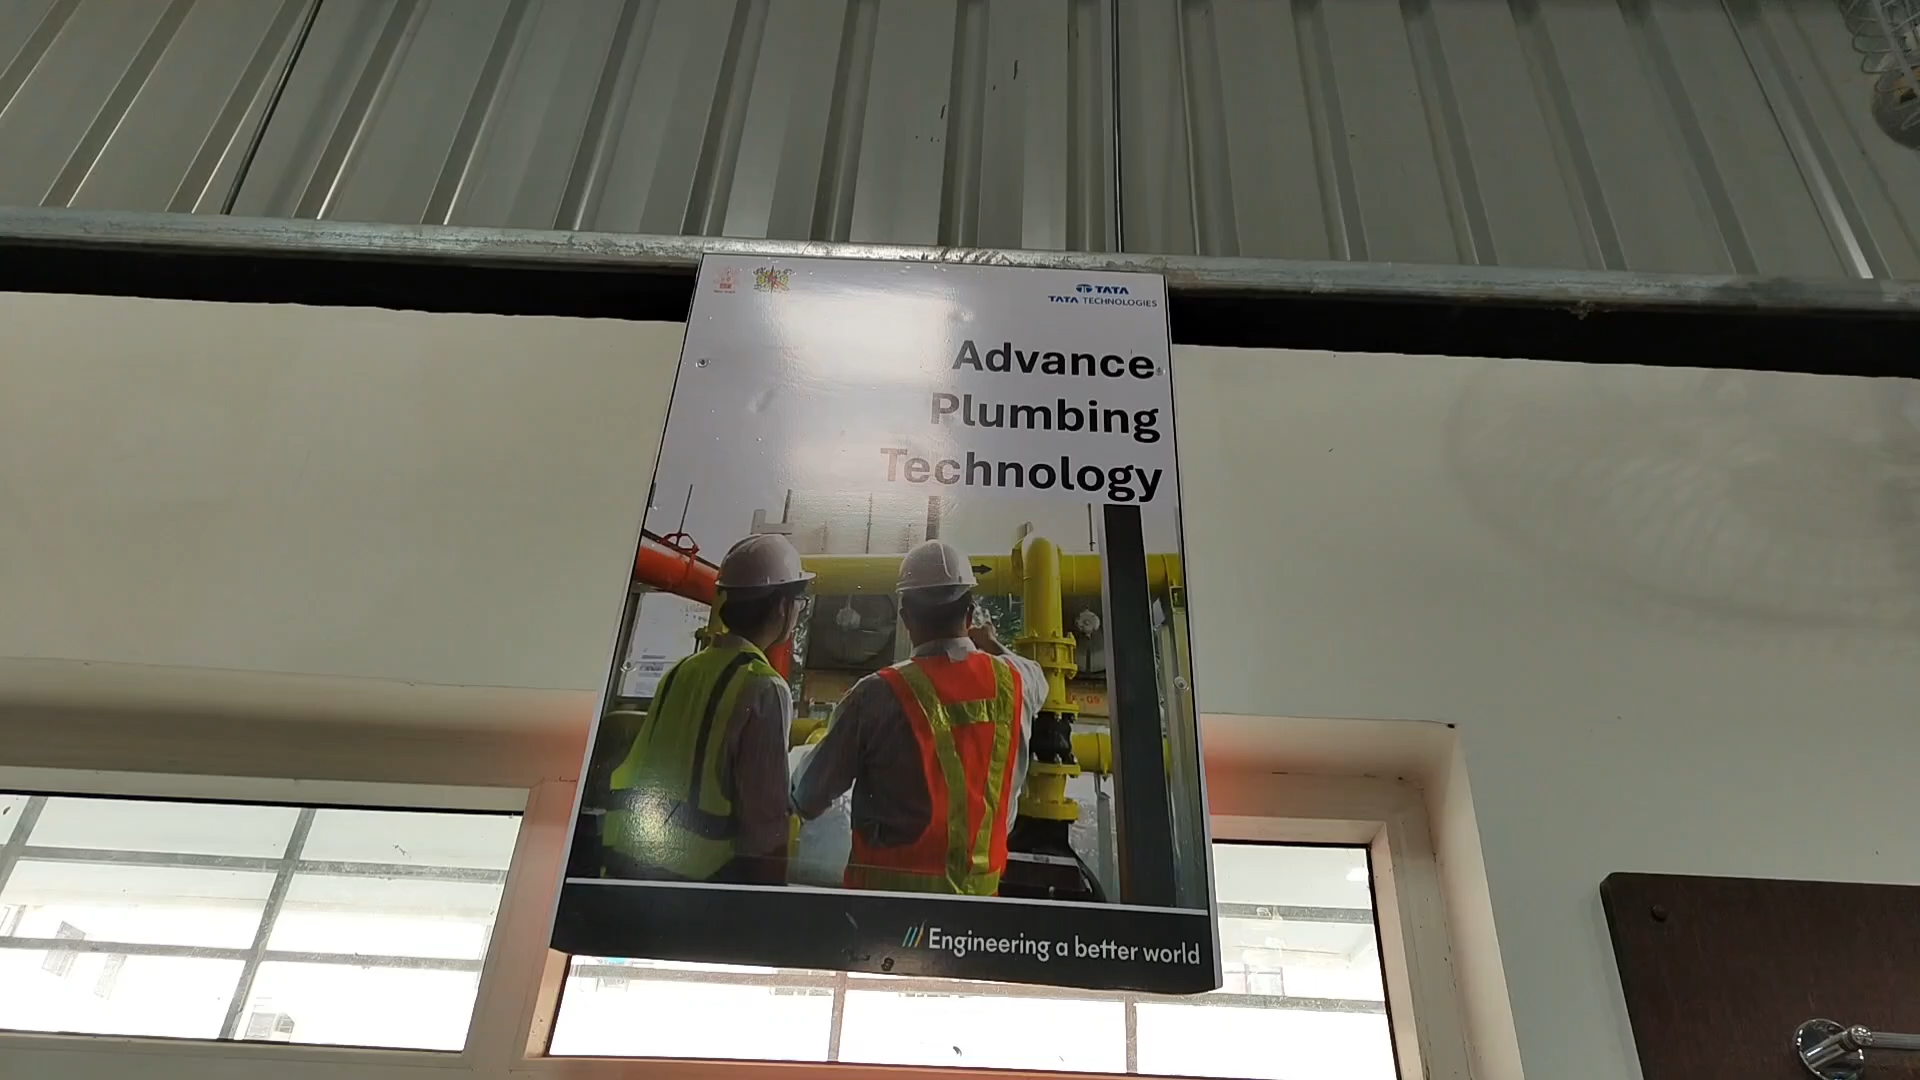 TATA
TATA TECHNOLOGIES
Advance
Plumbing
Technology
Engineering a better world